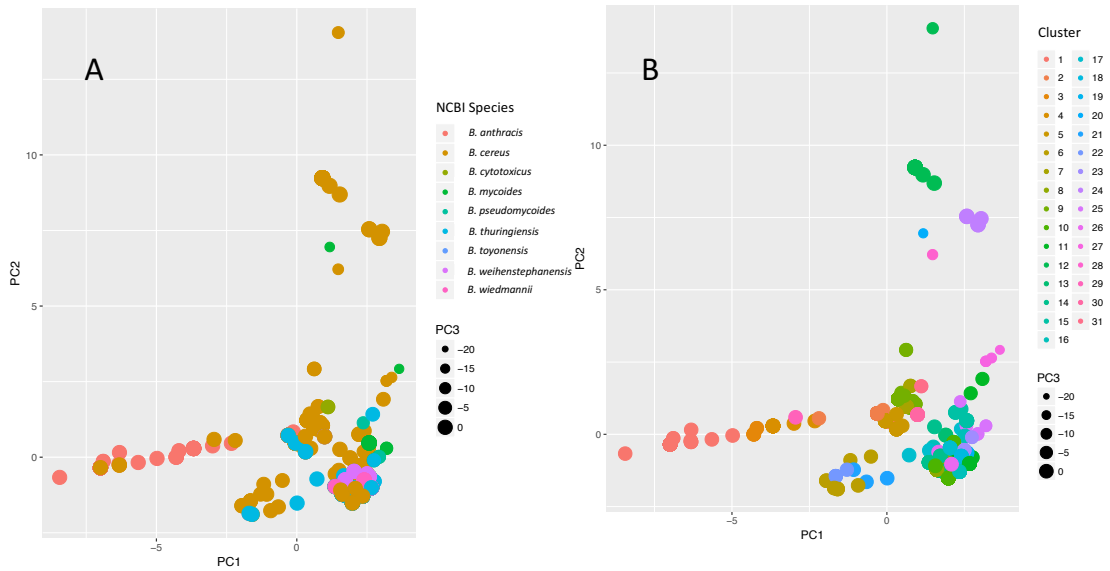 A
PC2
10
5
0
−5
0
PC1
NCBI Species
B. anthracis
B. cereus
B. cytotoxicus
B. mycoides
B. pseudomycoides
B. thuringiensis
B. toyonensis
B. weihenstephanensis
B. wiedmannii
PC3
−20
−15
−10
−5
0
B
PC2
10
5
0
−5
0
PC1
Cluster
1 17
2 18
3 19
4 20
5 21
6 22
7 23
8 24
9 25
10 26
11 27
12 28
13 29
14 30
15 31
16
PC3
−20
−15
−10
−5
0